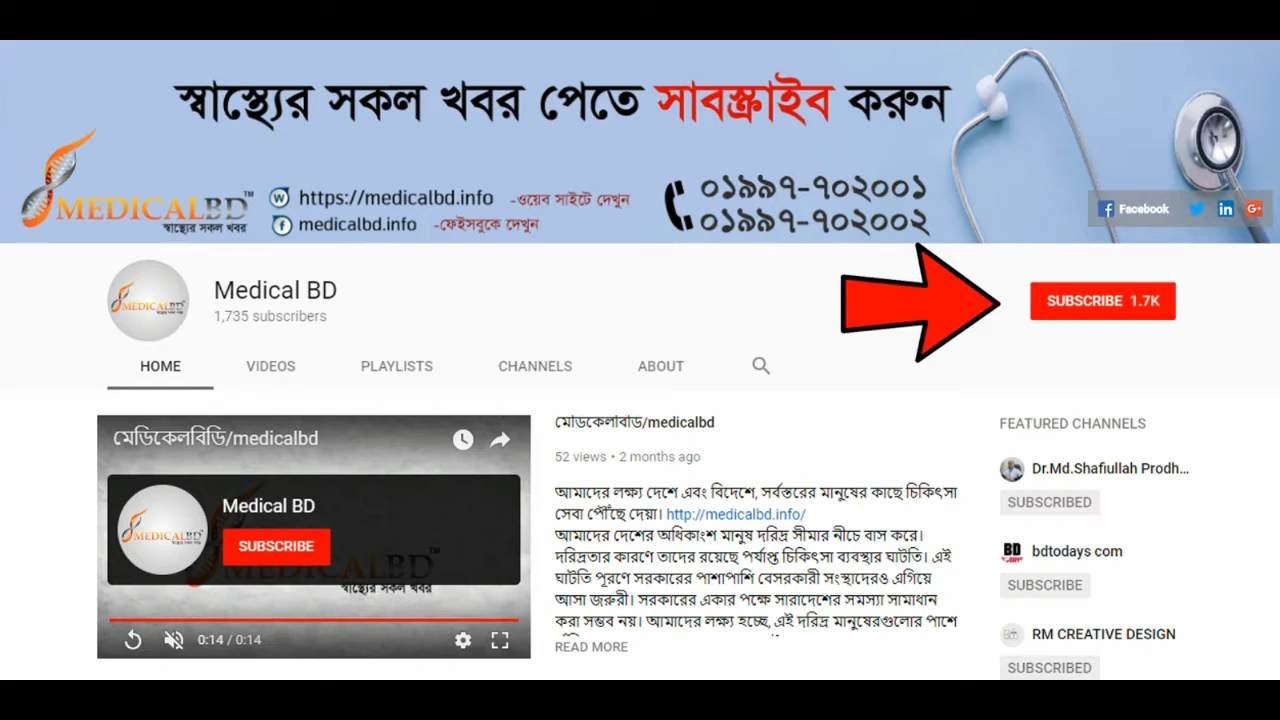 স্বাস্থ্যের সকল খবর পেতে সাবস্ক্রাইব করুন
MEDICALBD™
স্বাস্থ্যের সকল খবর
https://medicalbd.info -ওয়েব সাইটে দেখুন
medicalbd.info -ফেইসবুকে দেখুন
০১৯৯৭-৭০২০০১
০১৯৯৭-৭০২০০২
Facebook
MEDICALBD
Medical BD
1,735 subscribers
SUBSCRIBE 1.7K
HOME VIDEOS PLAYLISTS CHANNELS ABOUT
মেডিকেলবিডি/medicalbd
MEDICALBD
Medical BD
SUBSCRIBE
স্বাস্থ্যের সকল খবর
0:14 / 0:14
মেডিকেলবিডি/medicalbd
52 views • 2 months ago
আমাদের লক্ষ্য দেশে এবং বিদেশে, সর্বস্তরের মানুষের কাছে চিকিৎসা
সেবা পৌঁছে দেয়া। http://medicalbd.info/
আমাদের দেশের অধিকাংশ মানুষ দরিদ্র সীমার নীচে বাস করে।
দরিদ্রতার কারণে তাদের রয়েছে পর্যাপ্ত চিকিৎসা ব্যবস্থার ঘাটতি। এই
ঘাটতি পূরণে সরকারের পাশাপাশি বেসরকারী সংস্থাদেরও এগিয়ে
আসা জরুরী। সরকারের একার পক্ষে সারাদেশের সমস্যা সামাধান
করা সম্ভব নয়। আমাদের লক্ষ্য হচ্ছে, এই দরিদ্র মানুষেরগুলোর পাশে
READ MORE
FEATURED CHANNELS
Dr.Md.Shafiullah Prodh...
SUBSCRIBED
bdtodays com
SUBSCRIBE
RM CREATIVE DESIGN
SUBSCRIBED